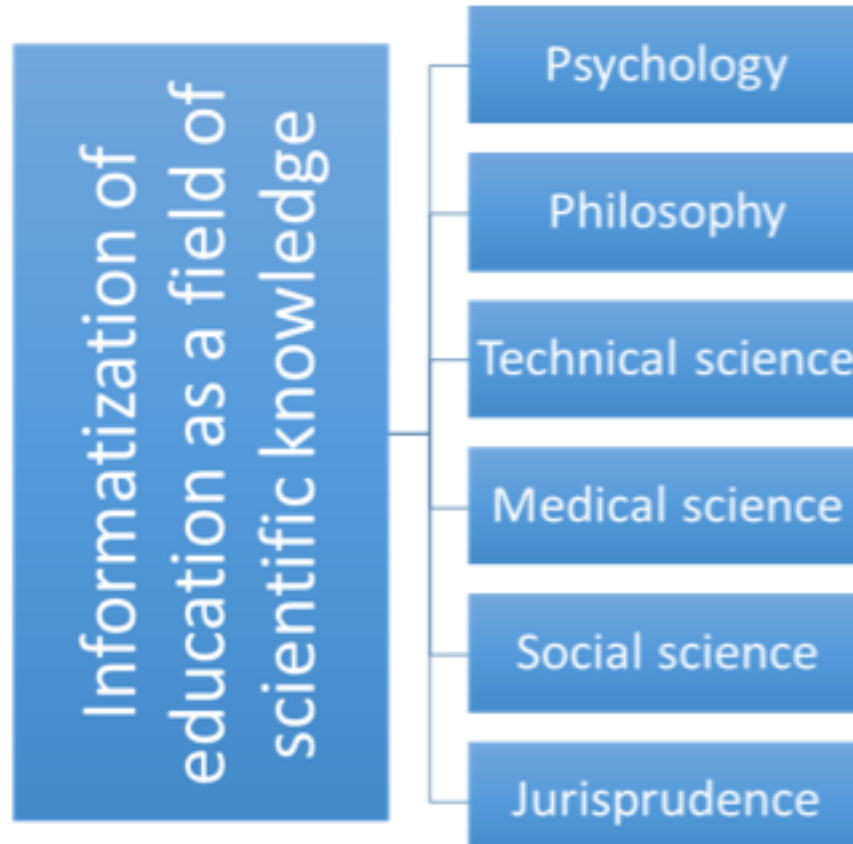 Informatization of
education as a field of
scientific knowledge
Psychology
Philosophy
Technical science
Medical science
Social science
Jurisprudence